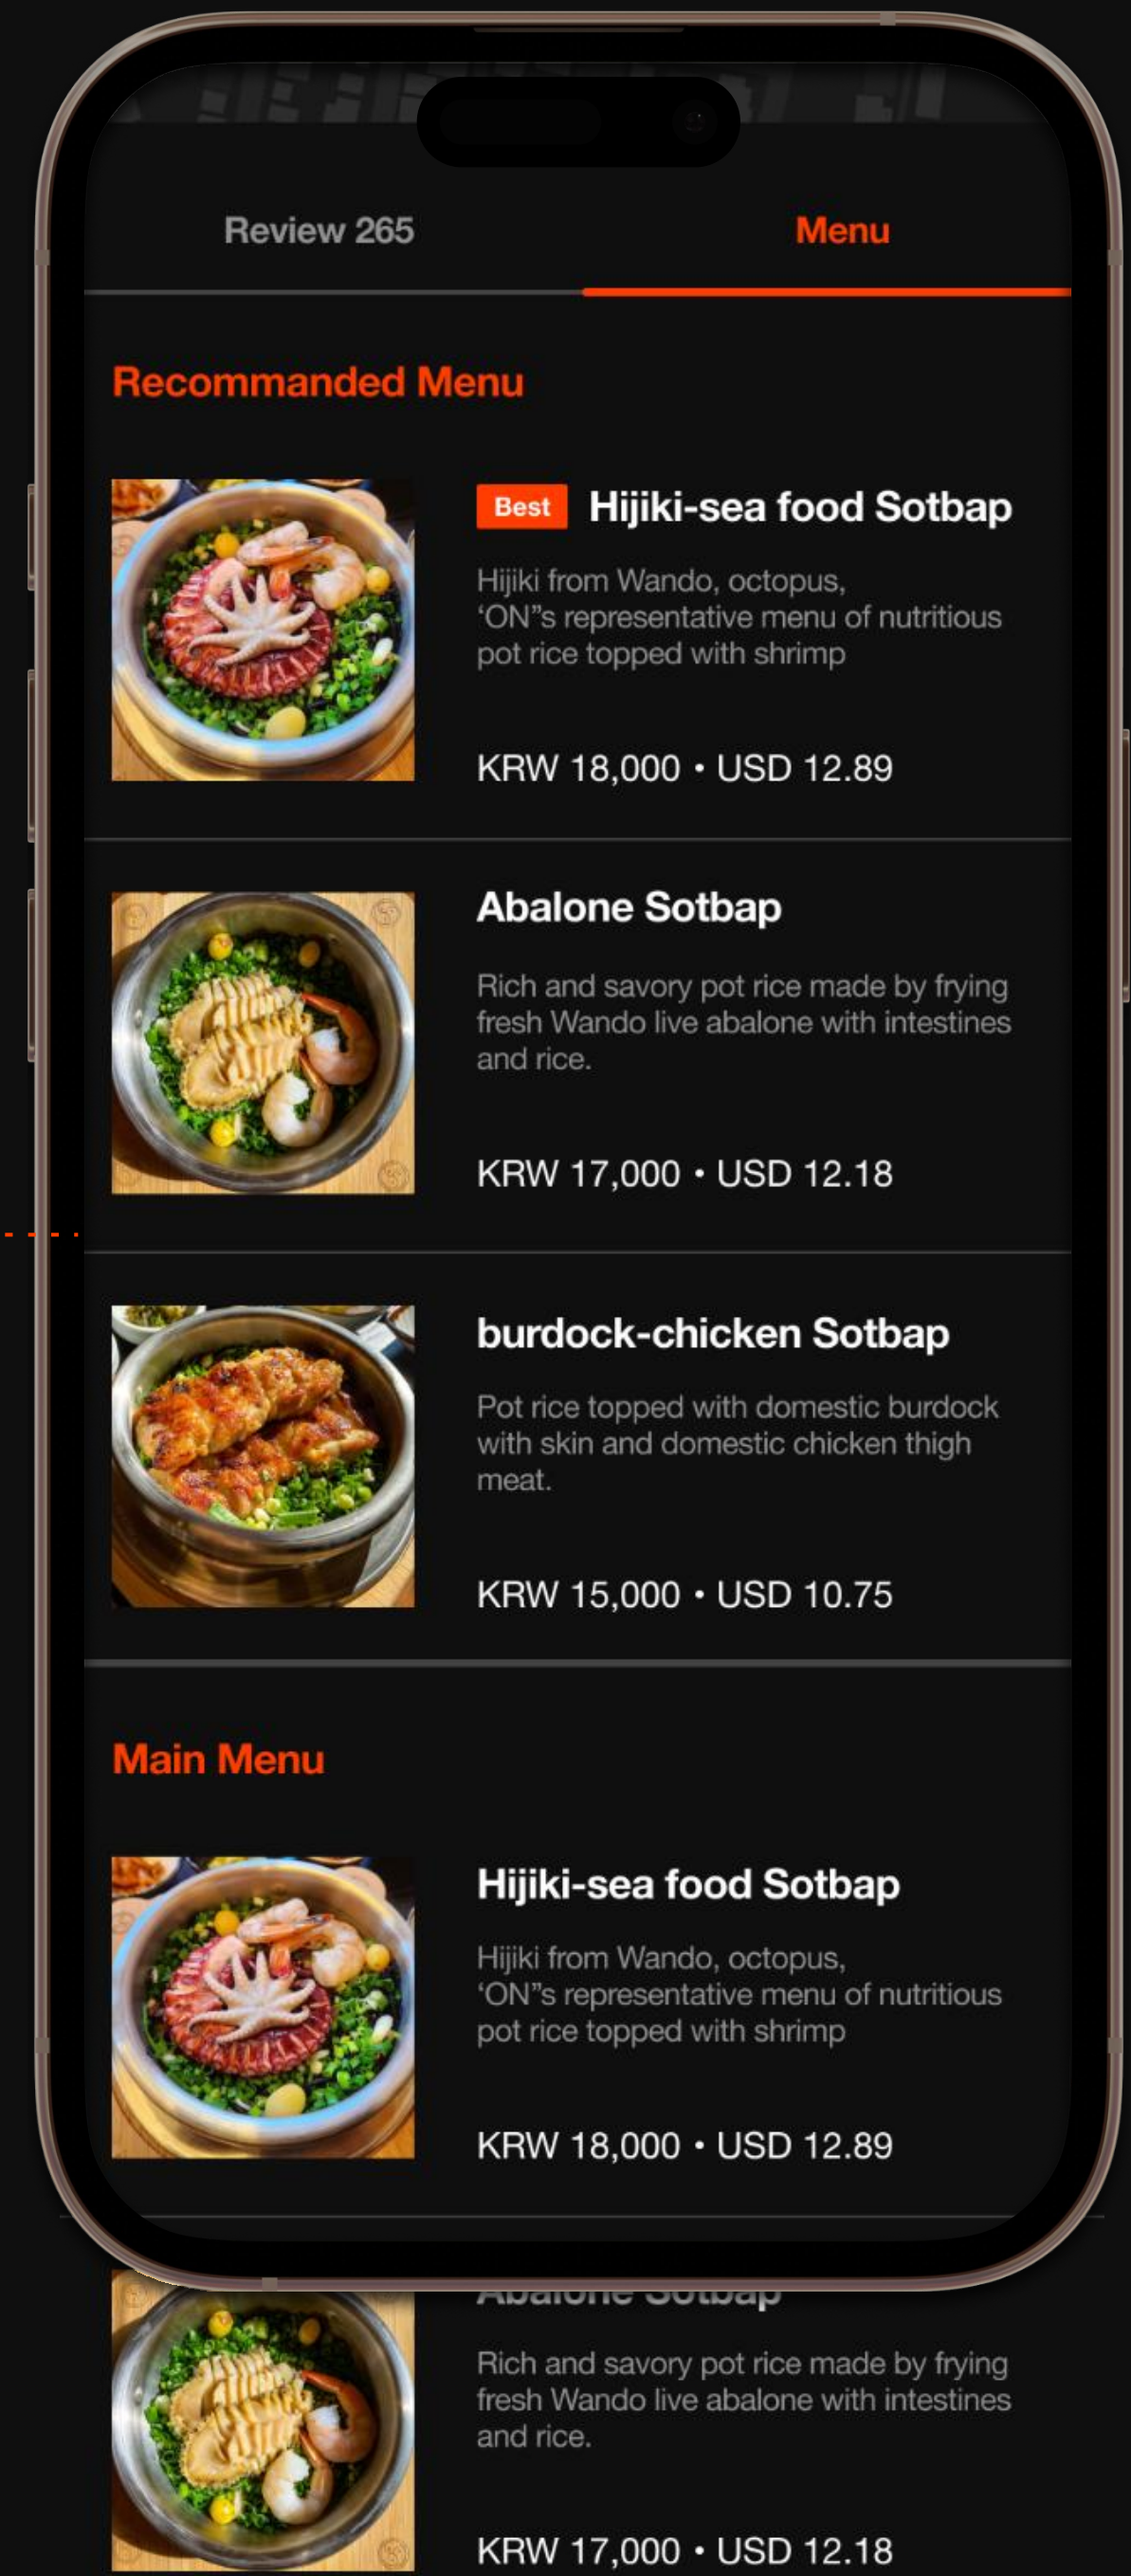 Review 265
Menu
Recommanded Menu
Best Hijiki-sea food Sotbap
Hijiki from Wando, octopus,
‘ON”s representative menu of nutritious
pot rice topped with shrimp
KRW 18,000 • USD 12.89
Abalone Sotbap
Rich and savory pot rice made by frying
fresh Wando live abalone with intestines
and rice.
KRW 17,000 • USD 12.18
burdock-chicken Sotbap
Pot rice topped with domestic burdock
with skin and domestic chicken thigh
meat.
KRW 15,000 • USD 10.75
Main Menu
Hijiki-sea food Sotbap
Hijiki from Wando, octopus,
‘ON”s representative menu of nutritious
pot rice topped with shrimp
KRW 18,000 • USD 12.89
Abalone Sotbap
Rich and savory pot rice made by frying
fresh Wando live abalone with intestines
and rice.
KRW 17,000 • USD 12.18